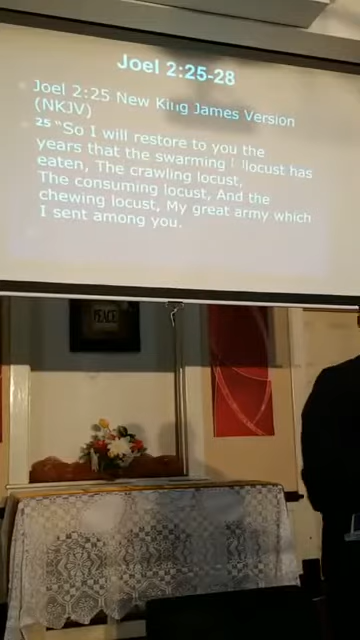 Joel 2:25-28
Joel 2:25 New King James Version
(NKJV)
25 “So I will restore to you the
years that the swarming locust has
eaten, The crawling locust,
The consuming locust, And the
chewing locust, My great army which
I sent among you.
PEACE